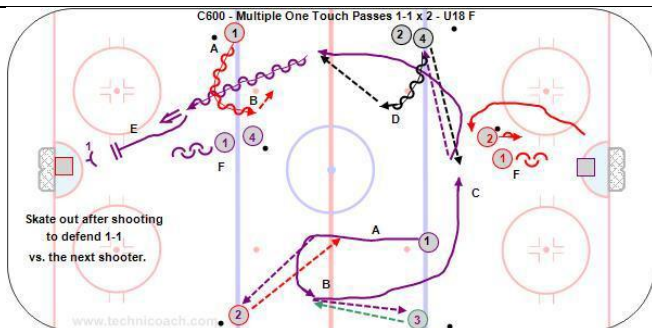 C600 - Multiple One Touch Passes 1-1 x 2 - U18 F
1
A
2
4
B
D
E
1
1
4
F
2
1
F
C
Skate out after shooting
to defend 1-1
vs. the next shooter.
A
1
B
2
3
www.technicoach.com